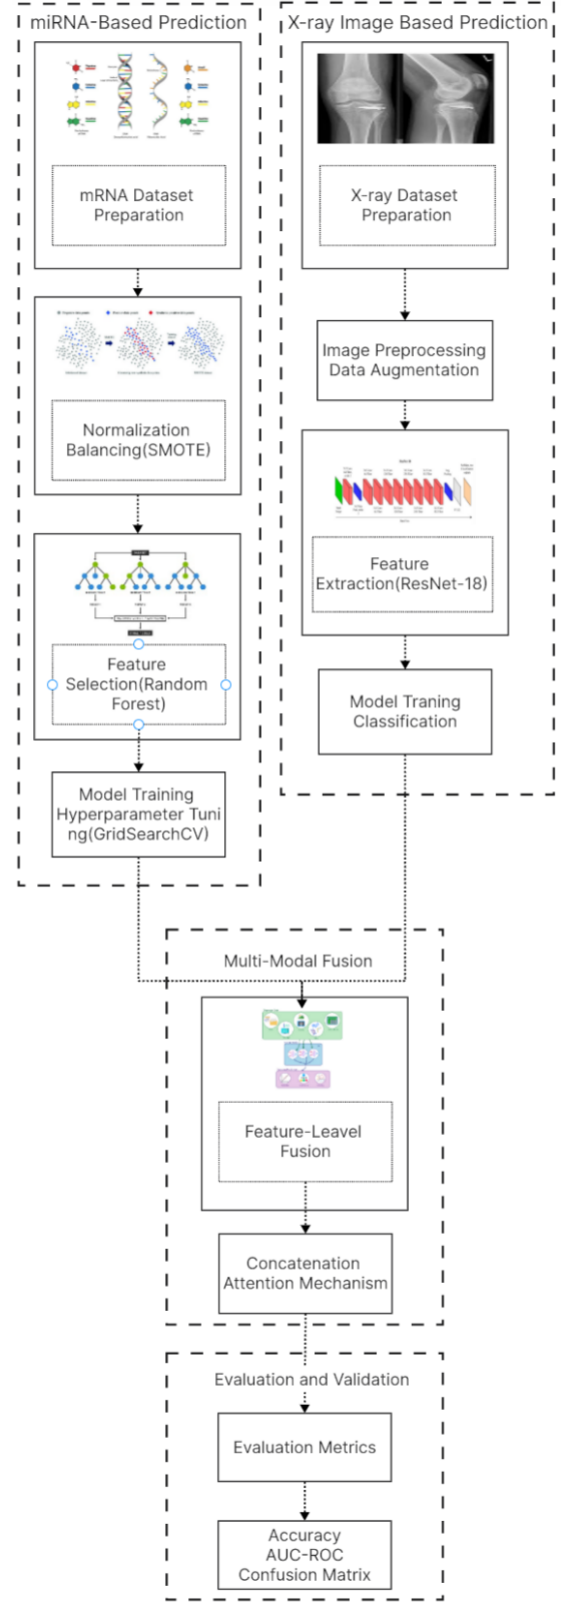 miRNA-Based Prediction
mRNA Dataset
Preparation
Normalization
Balancing(SMOTE)
Feature
Selection(Random
Forest)
Model Training
Hyperparameter Tuni
ng(GridSearchCV)
X-ray Image Based Prediction
X-ray Dataset
Preparation
Image Preprocessing
Data Augmentation
Feature
Extraction(ResNet-18)
Model Traning
Classification
Multi-Modal Fusion
Feature-Leavel
Fusion
Concatenation
Attention Mechanism
Evaluation and Validation
Evaluation Metrics
Accuracy
AUC-ROC
Confusion Matrix